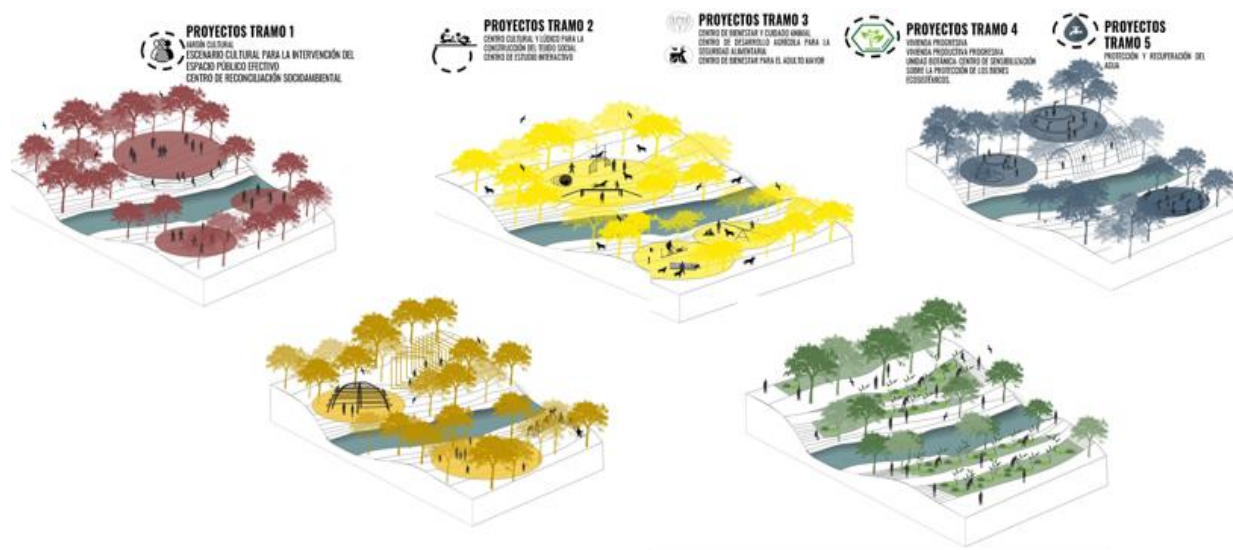 PROYECTOS TRAMO 1
JARDÍN CULTURAL
ESCENARIO CULTURAL PARA LA INTERVENCIÓN DEL
ESPACIO PÚBLICO EFECTIVO
CENTRO DE RECONCILIACIÓN SOCIOAMBIENTAL
PROYECTOS TRAMO 2
CENTRO CULTURAL Y LÚDICO PARA LA
CONSTRUCCIÓN DEL TEJIDO SOCIAL
CENTRO DE ESTUDIO INTERACTIVO
PROYECTOS TRAMO 3
CENTRO DE BIENESTAR Y CUIDADO ANIMAL
CENTRO DE DESARROLLO AGRÍCOLA PARA LA
SEGURIDAD ALIMENTARIA
CENTRO DE BIENESTAR PARA EL ADULTO MAYOR
PROYECTOS TRAMO 4
VIVIENDA PROGRESIVA
VIVIENDA PRODUCTIVA PROGRESIVA
UNIDAD BOTÁNICA: CENTRO DE SENSIBILIZACIÓN
SOBRE LA PROTECCIÓN DE LOS BIENES
ECOSISTÉMICOS.
PROYECTOS
TRAMO 5
PROTECCIÓN Y RECUPERACIÓN DEL
AGUA